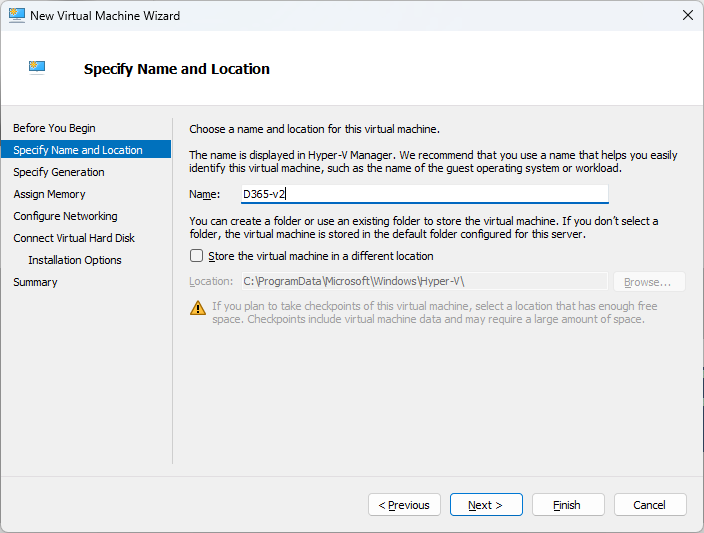 New Virtual Machine Wizard
Specify Name and Location
Before You Begin
Specify Name and Location
Specify Generation
Assign Memory
Configure Networking
Connect Virtual Hard Disk
Installation Options
Summary
Choose a name and location for this virtual machine.
The name is displayed in Hyper-V Manager. We recommend that you use a name that helps you easily
identify this virtual machine, such as the name of the guest operating system or workload.
Name: D365-v2
You can create a folder or use an existing folder to store the virtual machine. If you don't select a
folder, the virtual machine is stored in the default folder configured for this server.
Store the virtual machine in a different location
Location: C:\ProgramData\Microsoft\Windows\Hyper-V\ Browse...
If you plan to take checkpoints of this virtual machine, select a location that has enough free
space. Checkpoints include virtual machine data and may require a large amount of space.
< Previous Next > Finish Cancel